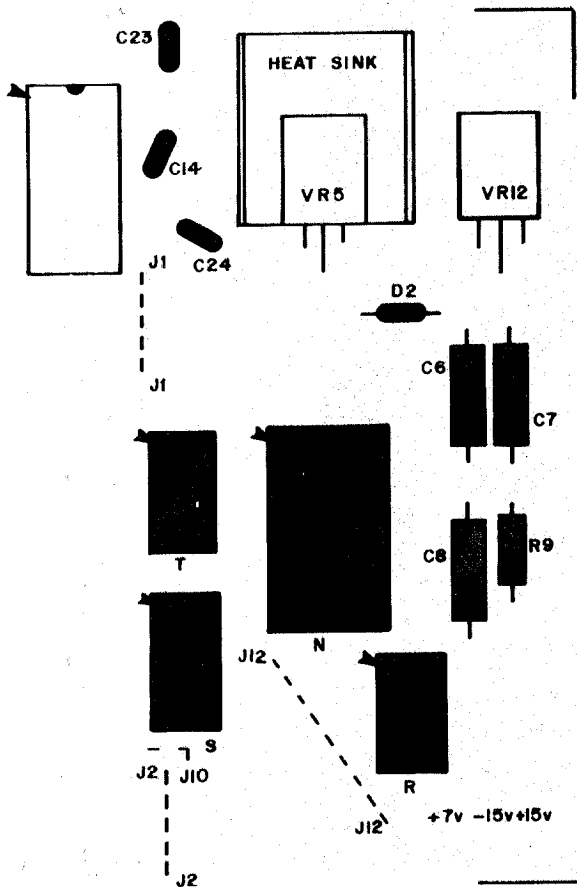 C23
HEAT SINK
C14
VR5
VR12
C24
J1
D2
C6
J1
C7
C8
R9
T
N
J12
S
J2
J10
R
J12
+7v -15v+15v
J2